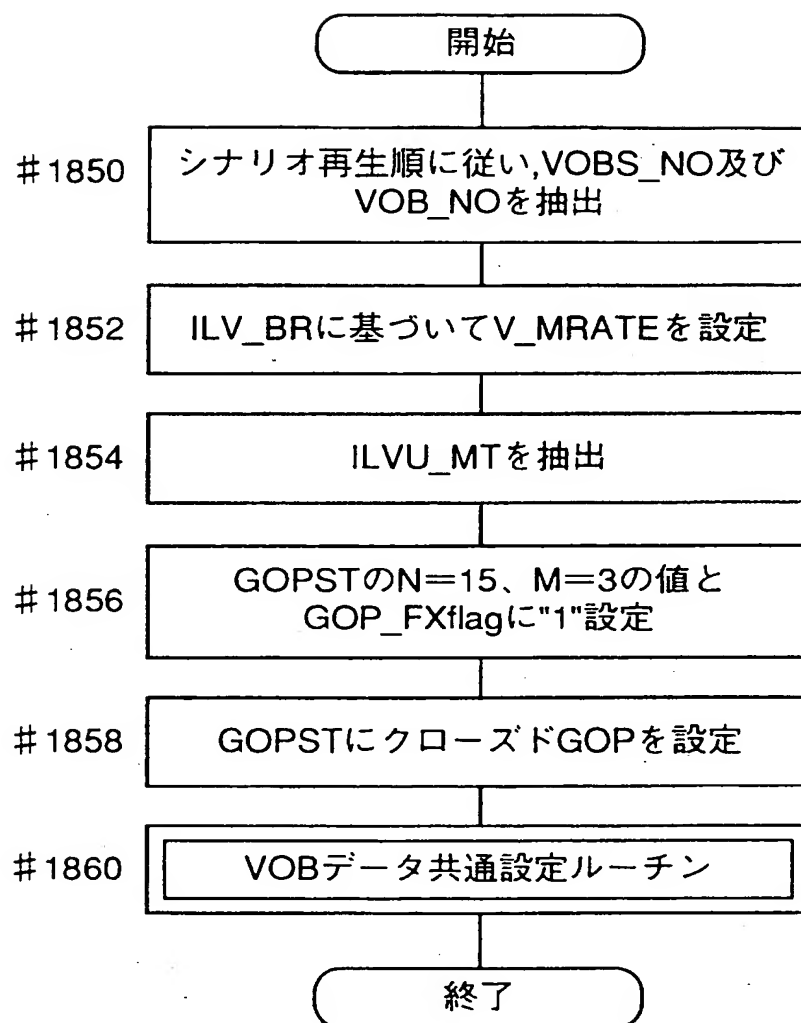 開始
#1850
シナリオ再生順に従い,VOBS_NO及び
VOB_NOを抽出
#1852
ILV_BRに基づいてV_MRATEを設定
#1854
ILVU_MTを抽出
#1856
GOPSTのN=15、M=3の値と
GOP_FXflagに"1"設定
#1858
GOPSTにクローズドGOPを設定
#1860
VOBデータ共通設定ルーチン
終了